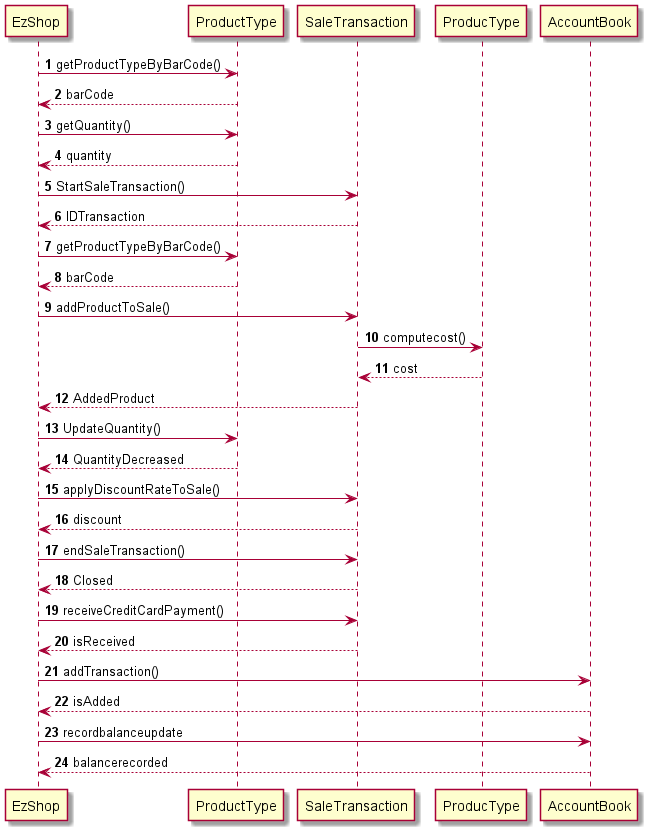 EzShop ProductType SaleTransaction ProducType AccountBook
1 getProductTypeByBarCode()
2 barCode
3 getQuantity()
4 quantity
5 StartSaleTransaction()
6 IDTransaction
7 getProductTypeByBarCode()
8 barCode
9 addProductToSale()
10 computecost()
11 cost
12 AddedProduct
13 UpdateQuantity()
14 QuantityDecreased
15 applyDiscountRateToSale()
16 discount
17 endSaleTransaction()
18 Closed
19 receiveCreditCardPayment()
20 isReceived
21 addTransaction()
22 isAdded
23 recordbalanceupdate
24 balancerecorded
EzShop ProductType SaleTransaction ProducType AccountBook